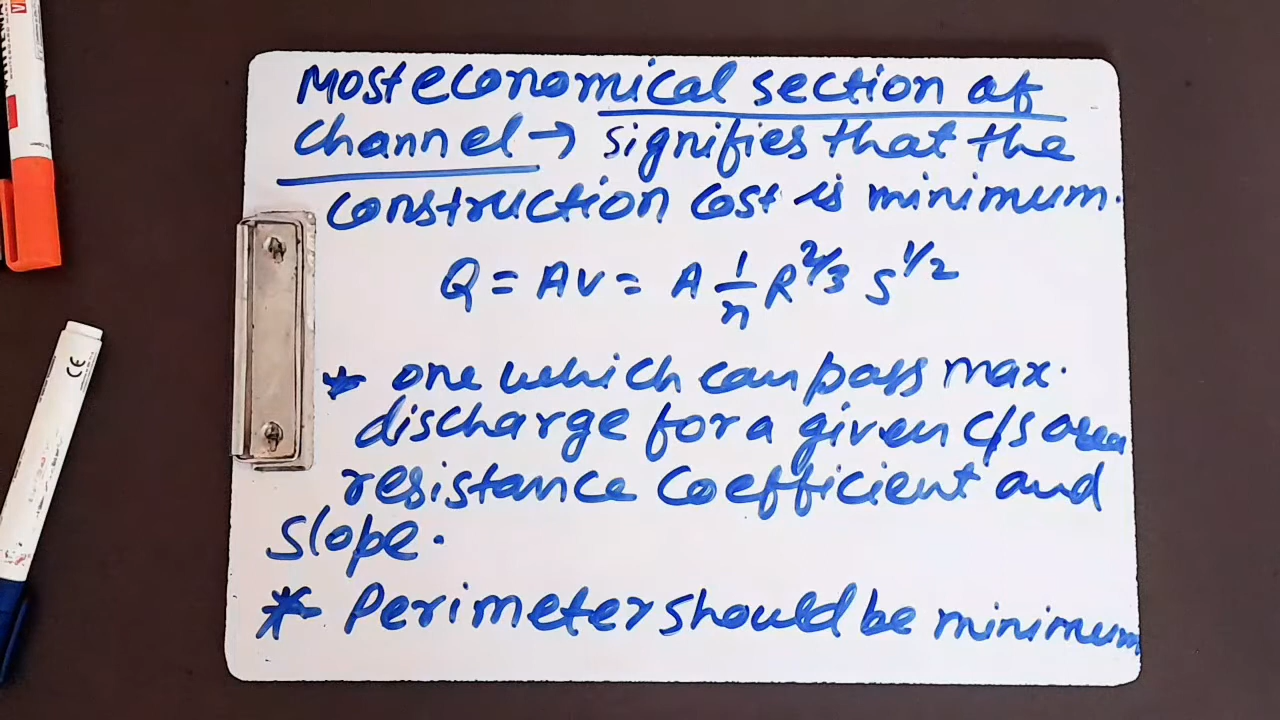 Most economical section of
channel → signifies that the
construction cost is minimum.
Q = AV = A 1/n R^2/3 S^1/2
* one which can pass max.
discharge for a given c/s area
resistance coefficient and
slope.
* Perimeter should be minimum
CE